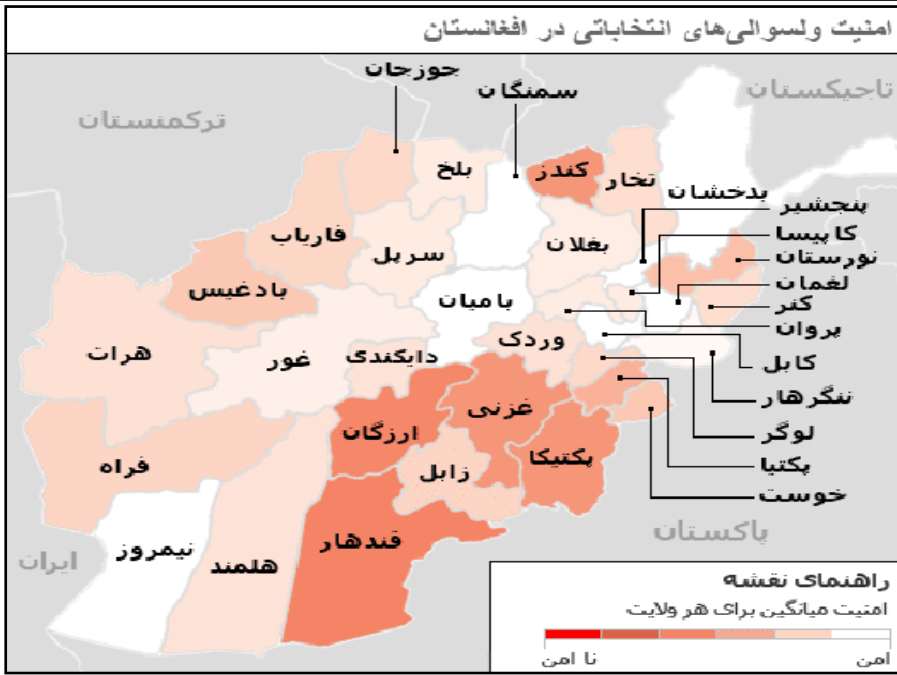 امنیت ولسوالی‌های انتخاباتی در افغانستان
جوزجان
سمنگان
تاجیکستان
ترکمنستان
بلخ
کندز
تخار
بدخشان
پنجشیر
کاپیسا
نورستان
لغمان
کنر
پروان
کابل
ننگرهار
لوگر
پکتیا
خوست
فاریاب
سرپل
بغلان
بادغیس
بامیان
هرات
غور
دایکندی
وردک
ارزگان
غزنی
پکتیکا
زابل
فراه
نیمروز
هلمند
قندهار
ایران
پاکستان
راهنمای نقشه
امنیت میانگین برای هر ولایت
امن
نا امن